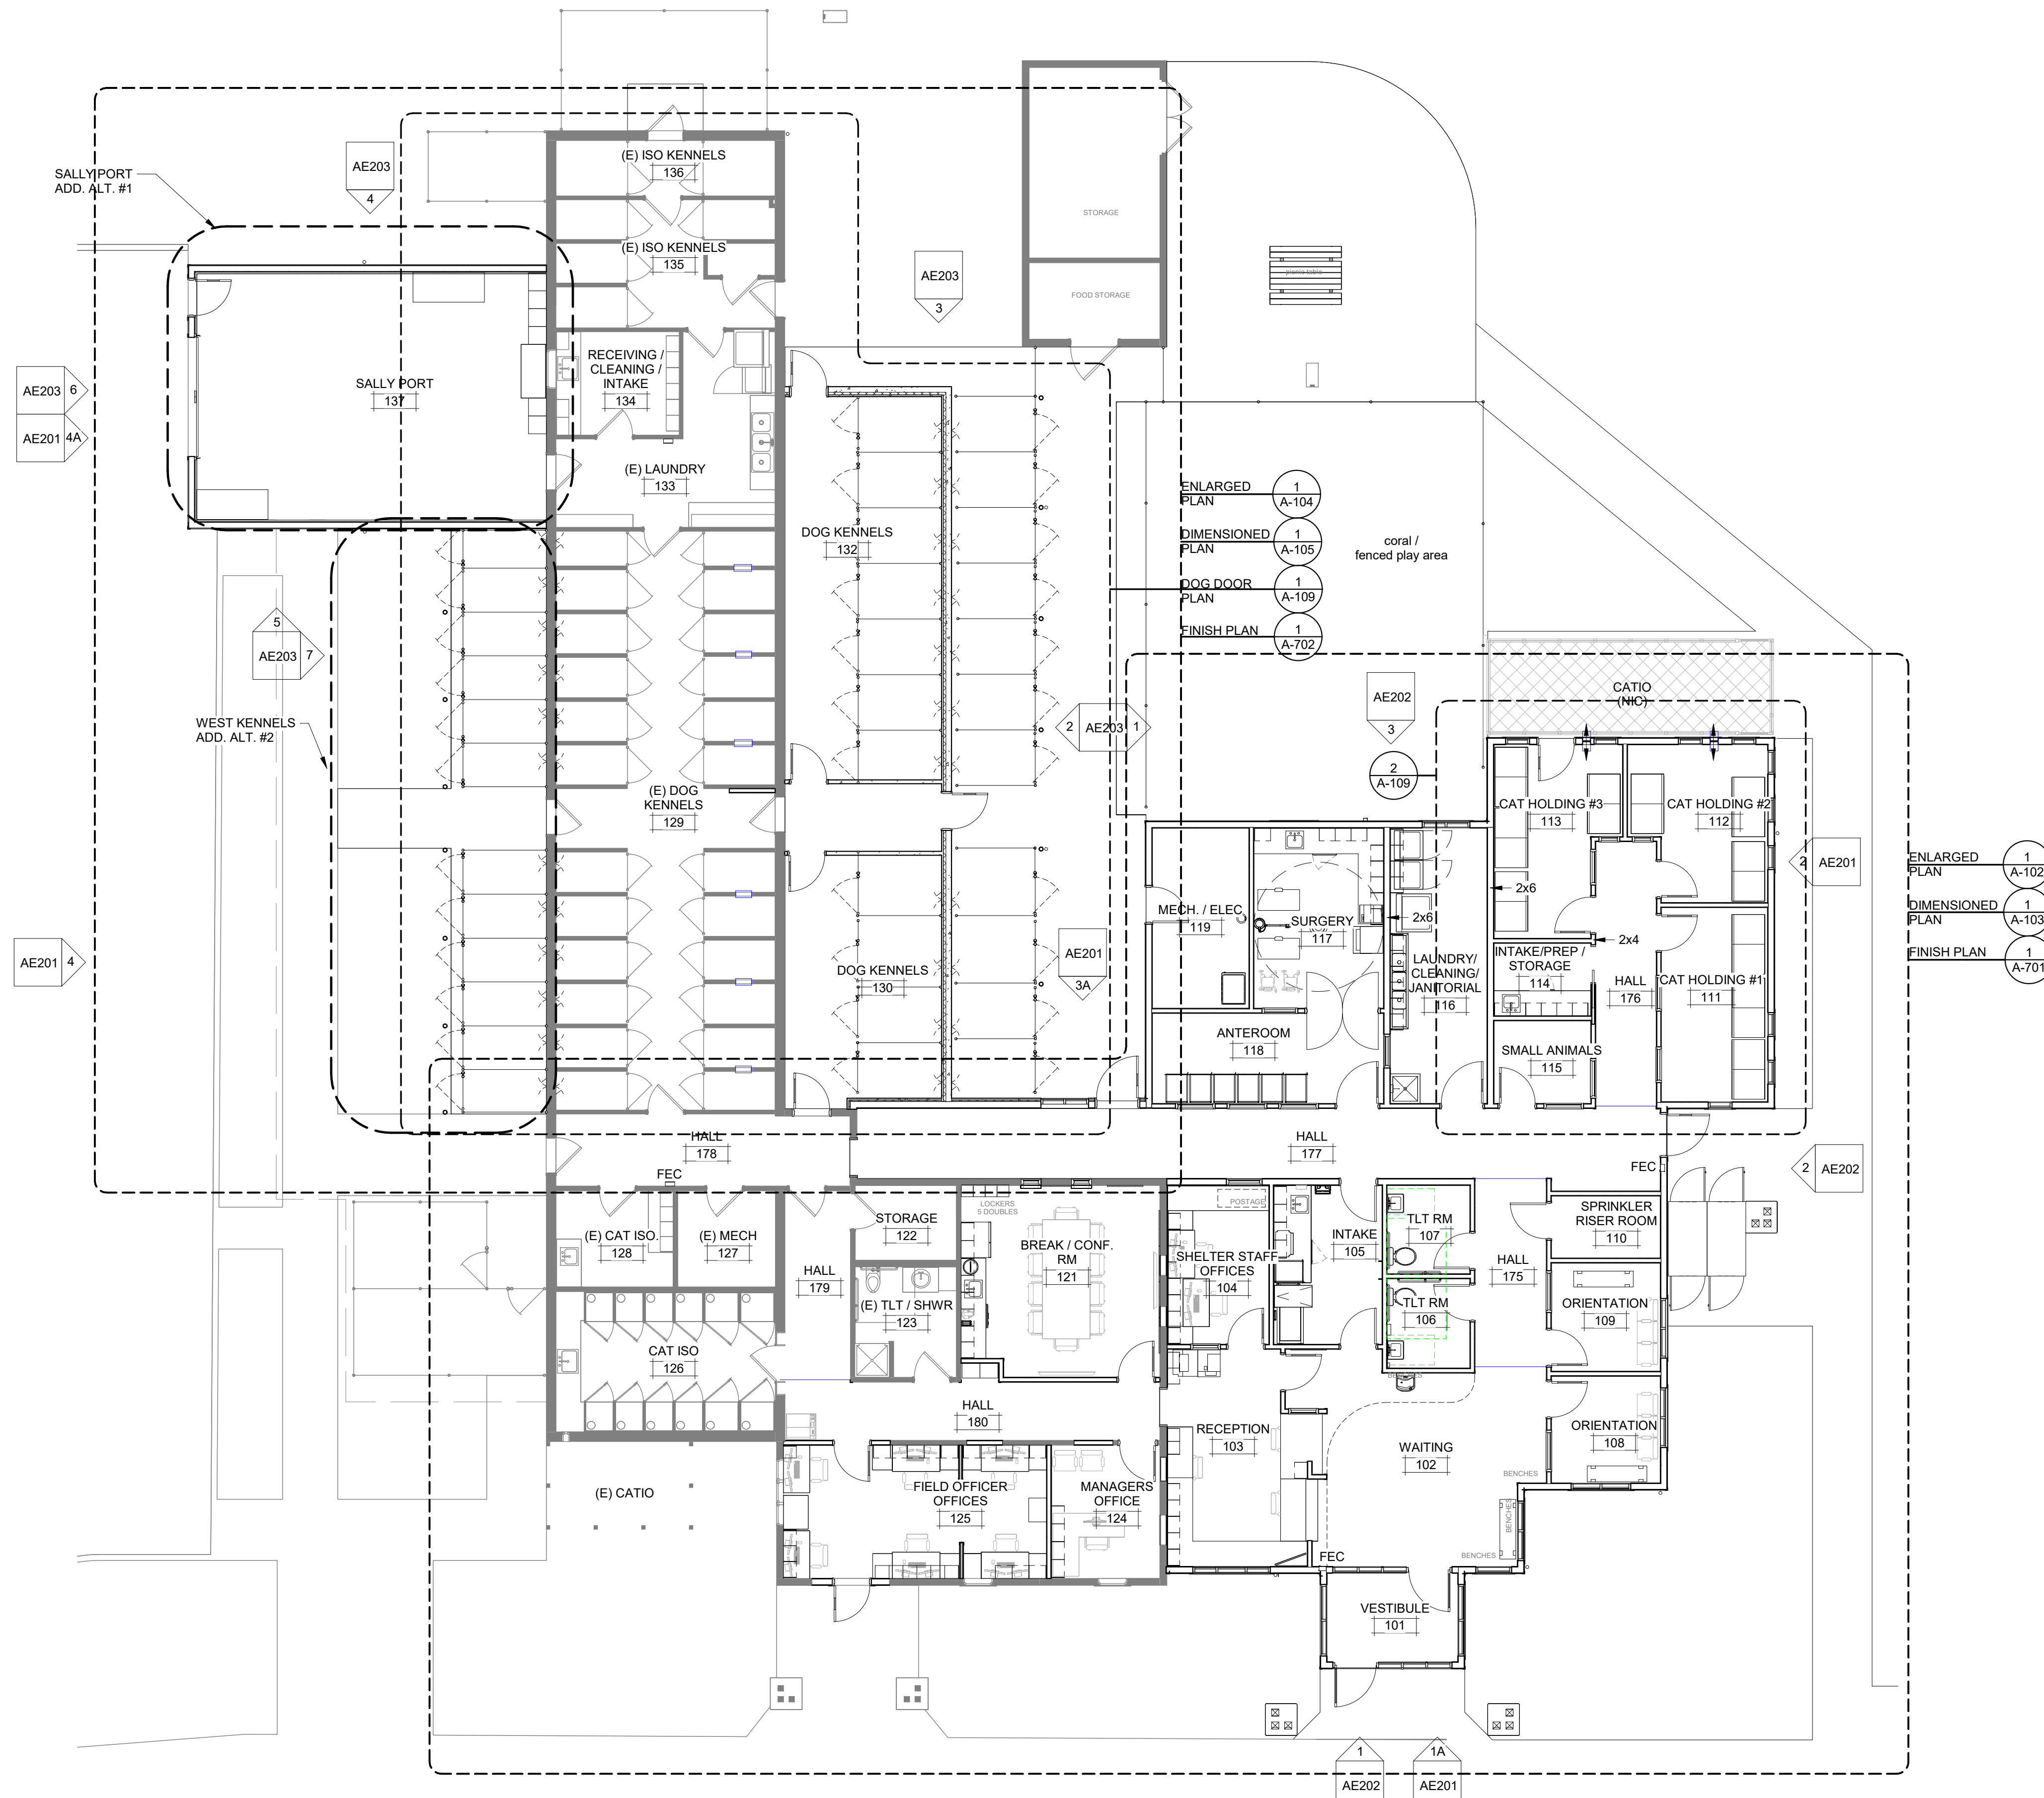 SALLY PORT
ADD. ALT. #1
AE203
4
(E) ISO KENNELS
136
(E) ISO KENNELS
135
STORAGE
FOOD STORAGE
picnic table
AE203
3
RECEIVING /
CLEANING /
INTAKE
134
SALLY PORT
137
AE203 6
AE201 4A
(E) LAUNDRY
133
DOG KENNELS
132
ENLARGED
PLAN
1
A-104
DIMENSIONED
PLAN
1
A-105
DOG DOOR
PLAN
1
A-109
FINISH PLAN
1
A-702
coral /
fenced play area
5
AE203 7
WEST KENNELS
ADD. ALT. #2
2 AE203 1
AE202
3
2
A-109
CATIO
(NIC)
(E) DOG
KENNELS
129
CAT HOLDING #3
113
CAT HOLDING #2
112
2 AE201
ENLARGED
PLAN
1
A-102
DIMENSIONED
PLAN
1
A-103
FINISH PLAN
1
A-701
2x6
2x6
2x4
MECH. / ELEC
119
SURGERY
117
LAUNDRY/
CLEANING/
JANITORIAL
116
INTAKE/PREP /
STORAGE
114
HALL
176
CAT HOLDING #1
111
AE201 4
DOG KENNELS
130
AE201
3A
ANTEROOM
118
SMALL ANIMALS
115
HALL
178
FEC
HALL
177
FEC
2 AE202
(E) CAT ISO.
128
(E) MECH
127
STORAGE
122
LOCKERS
5 DOUBLES
BREAK / CONF.
RM
121
POSTAGE
SHELTER STAFF
OFFICES
104
INTAKE
105
TLT RM
107
SPRINKLER
RISER ROOM
110
HALL
179
(E) TLT / SHWR
123
HALL
175
TLT RM
106
ORIENTATION
109
CAT ISO
126
BENCHES
HALL
180
RECEPTION
103
WAITING
102
ORIENTATION
108
BENCHES
(E) CATIO
FIELD OFFICER
OFFICES
125
MANAGERS
OFFICE
124
BENCHES
BENCHES
FEC
VESTIBULE
101
1
AE202
1A
AE201